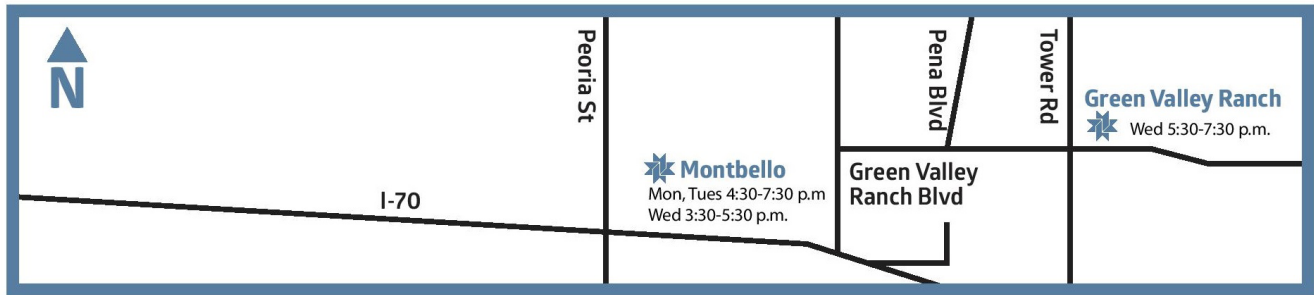 N
Peoria St
Pena Blvd
Tower Rd
Green Valley Ranch
Wed 5:30-7:30 p.m.
Montbello
Mon, Tues 4:30-7:30 p.m
Wed 3:30-5:30 p.m.
Green Valley
Ranch Blvd
I-70